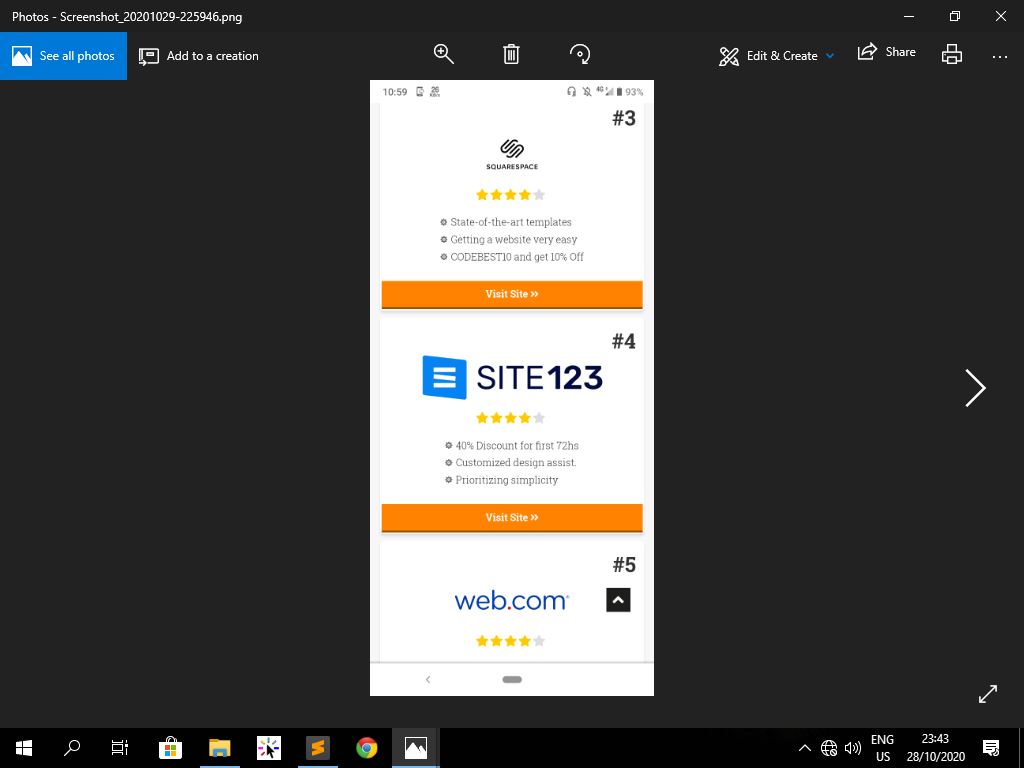 Photos - Screenshot_20201029-225946.png
See all photos
Add to a creation
Edit & Create
Share
10:59
4G
93%
#3
SQUARESPACE
State-of-the-art templates
Getting a website very easy
CODEBEST10 and get 10% Off
Visit Site »
#4
SITE123
40% Discount for first 72hs
Customized design assist.
Prioritizing simplicity
Visit Site »
#5
web.com
ENG
US
23:43
28/10/2020